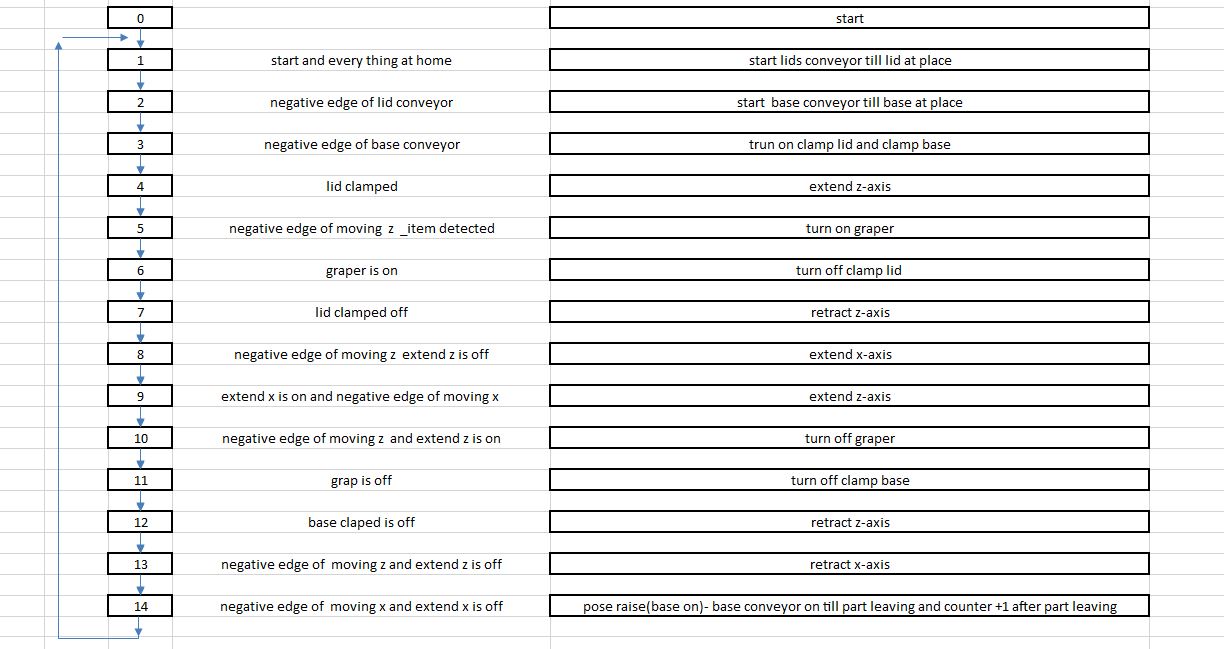 0 start
1 start and every thing at home start lids conveyor till lid at place
2 negative edge of lid conveyor start base conveyor till base at place
3 negative edge of base conveyor trun on clamp lid and clamp base
4 lid clamped extend z-axis
5 negative edge of moving z _item detected turn on graper
6 graper is on turn off clamp lid
7 lid clamped off retract z-axis
8 negative edge of moving z extend z is off extend x-axis
9 extend x is on and negative edge of moving x extend z-axis
10 negative edge of moving z and extend z is on turn off graper
11 grap is off turn off clamp base
12 base claped is off retract z-axis
13 negative edge of moving z and extend z is off retract x-axis
14 negative edge of moving x and extend x is off pose raise(base on)- base conveyor on till part leaving and counter +1 after part leaving